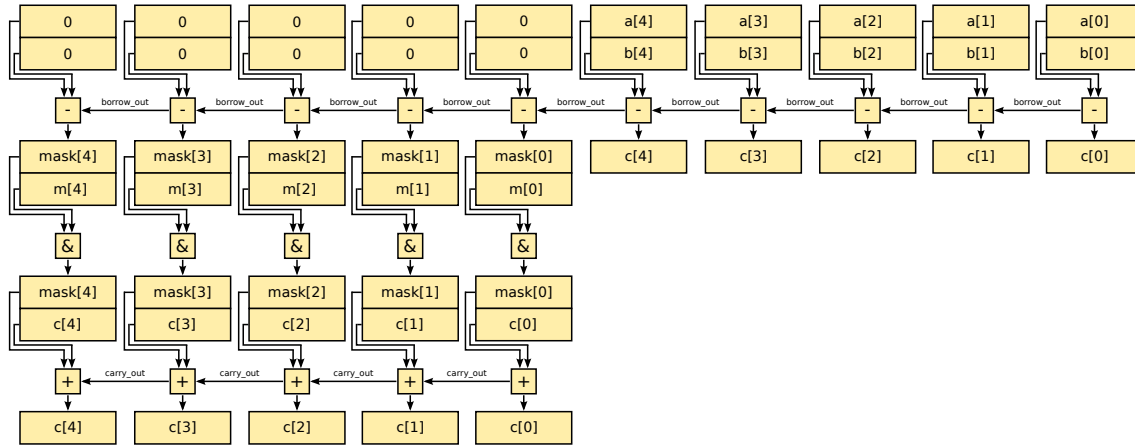 0 0 0 0 0 a[4] a[3] a[2] a[1] a[0]
0 0 0 0 0 b[4] b[3] b[2] b[1] b[0]
- borrow_out - borrow_out - borrow_out - borrow_out - borrow_out - borrow_out - borrow_out - borrow_out - borrow_out -
mask[4] mask[3] mask[2] mask[1] mask[0] c[4] c[3] c[2] c[1] c[0]
m[4] m[3] m[2] m[1] m[0]
& & & & &
mask[4] mask[3] mask[2] mask[1] mask[0]
c[4] c[3] c[2] c[1] c[0]
+ carry_out + carry_out + carry_out + carry_out +
c[4] c[3] c[2] c[1] c[0]